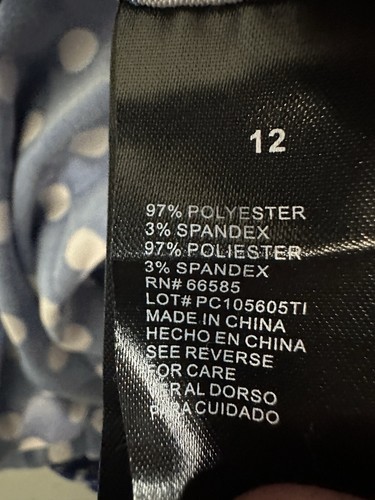 12
97% POLYESTER
3% SPANDEX
97% POLIESTER
3% SPANDEX
RN# 66585
LOT# PC105605TI
MADE IN CHINA
HECHO EN CHINA
SEE REVERSE
FOR CARE
VER AL DORSO
PARA CUIDADO